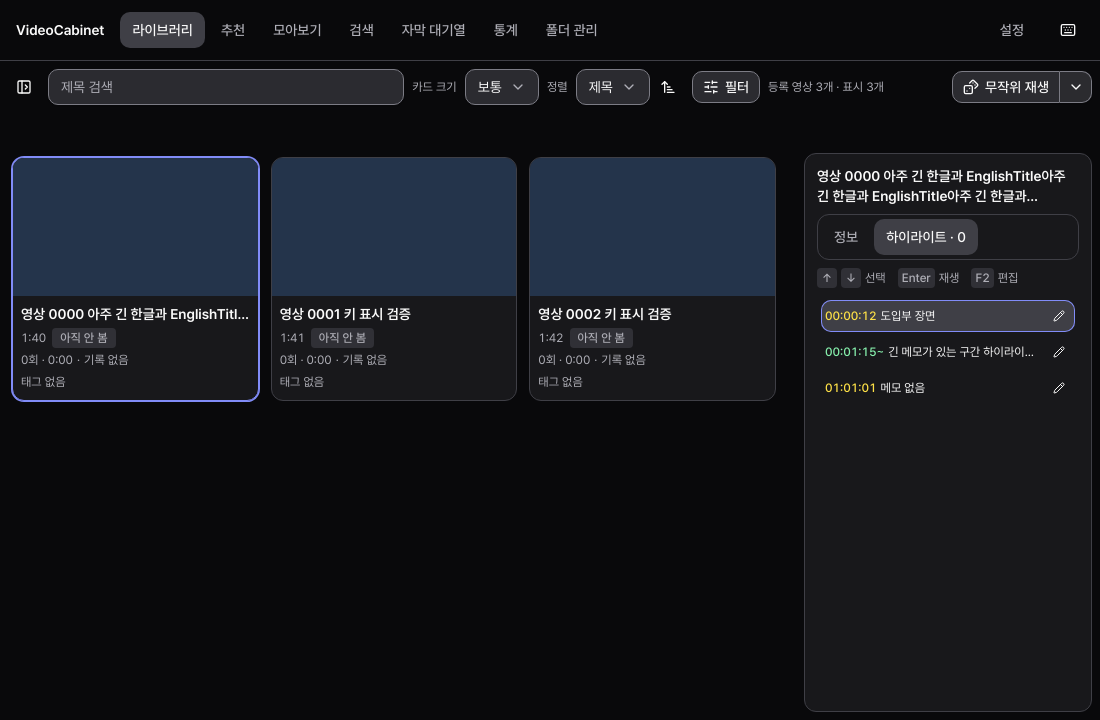 VideoCabinet 라이브러리 추천 모아보기 검색 자막 대기열 통계 폴더 관리 설정
제목 검색 카드 크기 보통 정렬 제목 필터 등록 영상 3개 · 표시 3개 무작위 재생
영상 0000 아주 긴 한글과 EnglishTitl...
1:40 아직 안 봄
0회 · 0:00 · 기록 없음
태그 없음
영상 0001 키 표시 검증
1:41 아직 안 봄
0회 · 0:00 · 기록 없음
태그 없음
영상 0002 키 표시 검증
1:42 아직 안 봄
0회 · 0:00 · 기록 없음
태그 없음
영상 0000 아주 긴 한글과 EnglishTitle아주
긴 한글과 EnglishTitle아주 긴 한글과...
정보 하이라이트 · 0
↑ ↓ 선택 Enter 재생 F2 편집
00:00:12 도입부 장면
00:01:15~ 긴 메모가 있는 구간 하이라이...
01:01:01 메모 없음